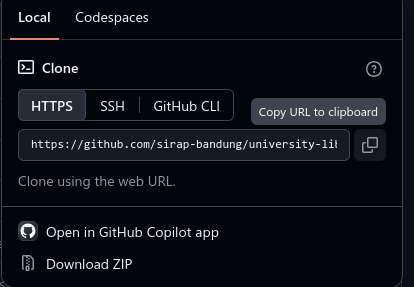 Local Codespaces
Clone
HTTPS SSH GitHub CLI
Copy URL to clipboard
https://github.com/sirap-bandung/university-lib
Clone using the web URL.
Open in GitHub Copilot app
Download ZIP